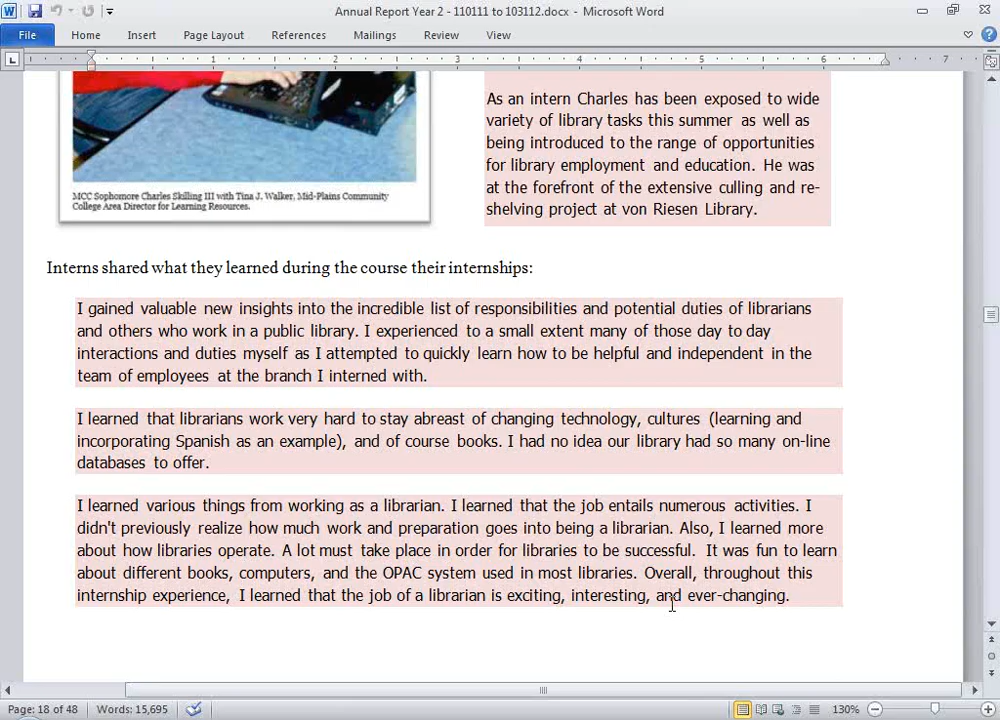 Annual Report Year 2 - 110111 to 103112.docx - Microsoft Word
File Home Insert Page Layout References Mailings Review View
1 2 3 4 5 6 7
As an intern Charles has been exposed to wide
variety of library tasks this summer as well as
being introduced to the range of opportunities
for library employment and education. He was
at the forefront of the extensive culling and re-
shelving project at von Riesen Library.
MCC Sophomore Charles Skilling III with Tina J. Walker, Mid-Plains Community
College Area Director for Learning Resources.
Interns shared what they learned during the course their internships:
I gained valuable new insights into the incredible list of responsibilities and potential duties of librarians
and others who work in a public library. I experienced to a small extent many of those day to day
interactions and duties myself as I attempted to quickly learn how to be helpful and independent in the
team of employees at the branch I interned with.
I learned that librarians work very hard to stay abreast of changing technology, cultures (learning and
incorporating Spanish as an example), and of course books. I had no idea our library had so many on-line
databases to offer.
I learned various things from working as a librarian. I learned that the job entails numerous activities. I
didn't previously realize how much work and preparation goes into being a librarian. Also, I learned more
about how libraries operate. A lot must take place in order for libraries to be successful. It was fun to learn
about different books, computers, and the OPAC system used in most libraries. Overall, throughout this
internship experience, I learned that the job of a librarian is exciting, interesting, and ever-changing.
Page: 18 of 48 Words: 15,695 130%